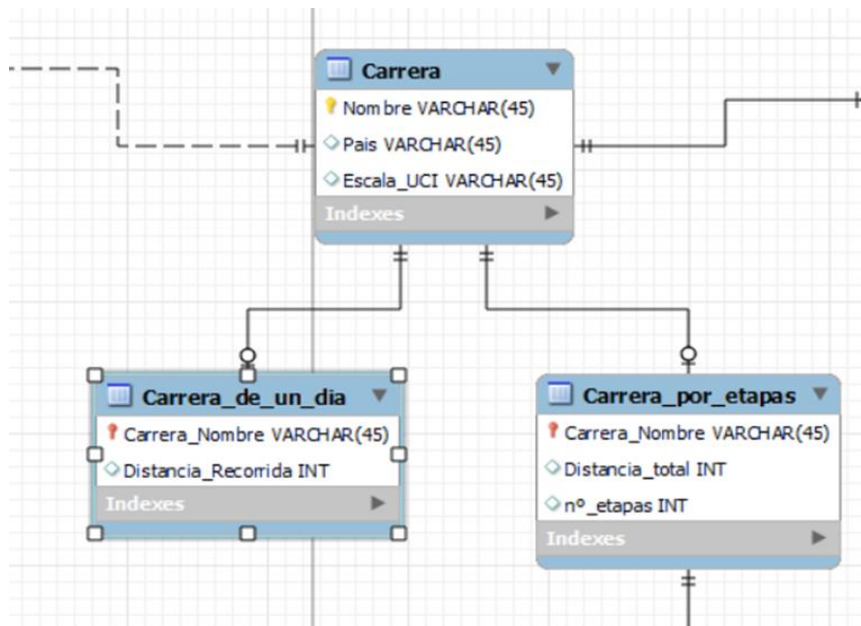 Carrera
Nombre VARCHAR(45)
Pais VARCHAR(45)
Escala_UCI VARCHAR(45)
Indexes
Carrera_de_un_dia
Carrera_Nombre VARCHAR(45)
Distancia_Recorrida INT
Indexes
Carrera_por_etapas
Carrera_Nombre VARCHAR(45)
Distancia_total INT
nº_etapas INT
Indexes